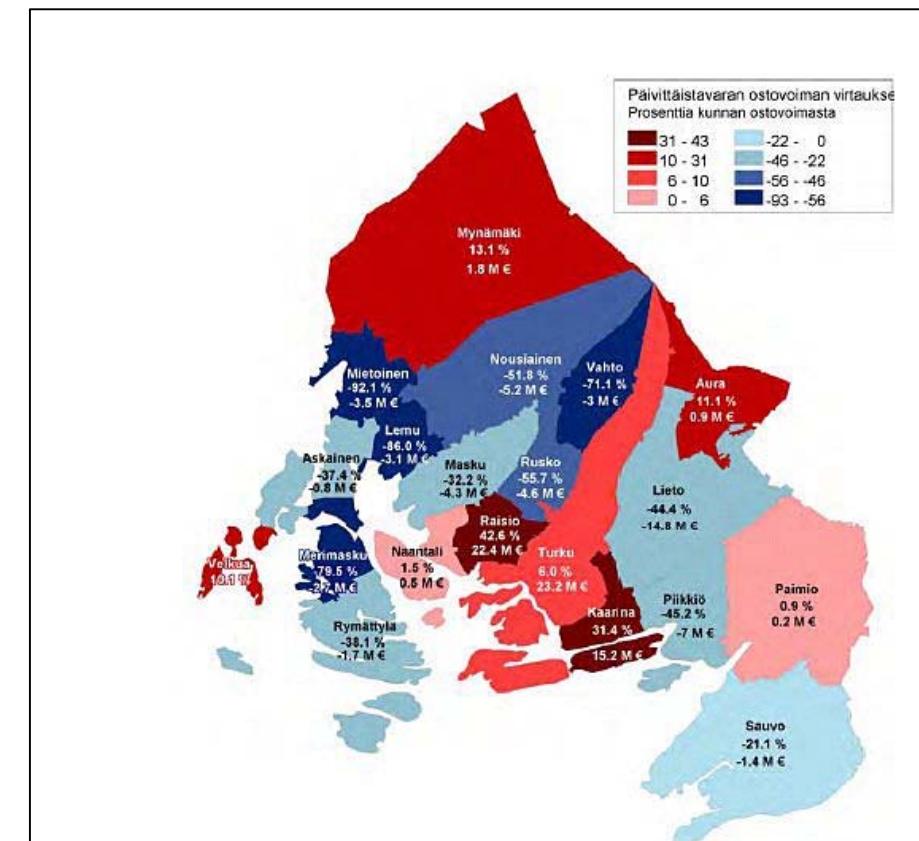 Päivittäistavaran ostovoiman virtaukse
Prosenttia kunnan ostovoimasta
31 - 43
10 - 31
6 - 10
0 - 6
-22 - 0
-46 - -22
-56 - -46
-93 - -56
Mynämäki
13.1 %
1.8 M €
Mietoinen
-92.1 %
-3.5 M €
Nousiainen
-51.8 %
-5.2 M €
Vahto
-71.1 %
-3 M €
Aura
11.1 %
0.9 M €
Lemu
-86.0 %
-3.1 M €
Askainen
-37.4 %
-0.8 M €
Masku
-32.2 %
-4.3 M €
Rusko
-55.7 %
-4.6 M €
Lieto
-44.4 %
-14.8 M €
Raisio
42.6 %
22.4 M €
Velkua
Merimasku
-79.5 %
-2.7 M €
Naantali
1.5 %
0.5 M €
Turku
6.0 %
23.2 M €
Kaarina
31.4 %
15.2 M €
Piikkiö
-45.2 %
-7 M €
Paimio
0.9 %
0.2 M €
Rymättylä
-38.1 %
-1.7 M €
Sauvo
-21.1 %
-1.4 M €